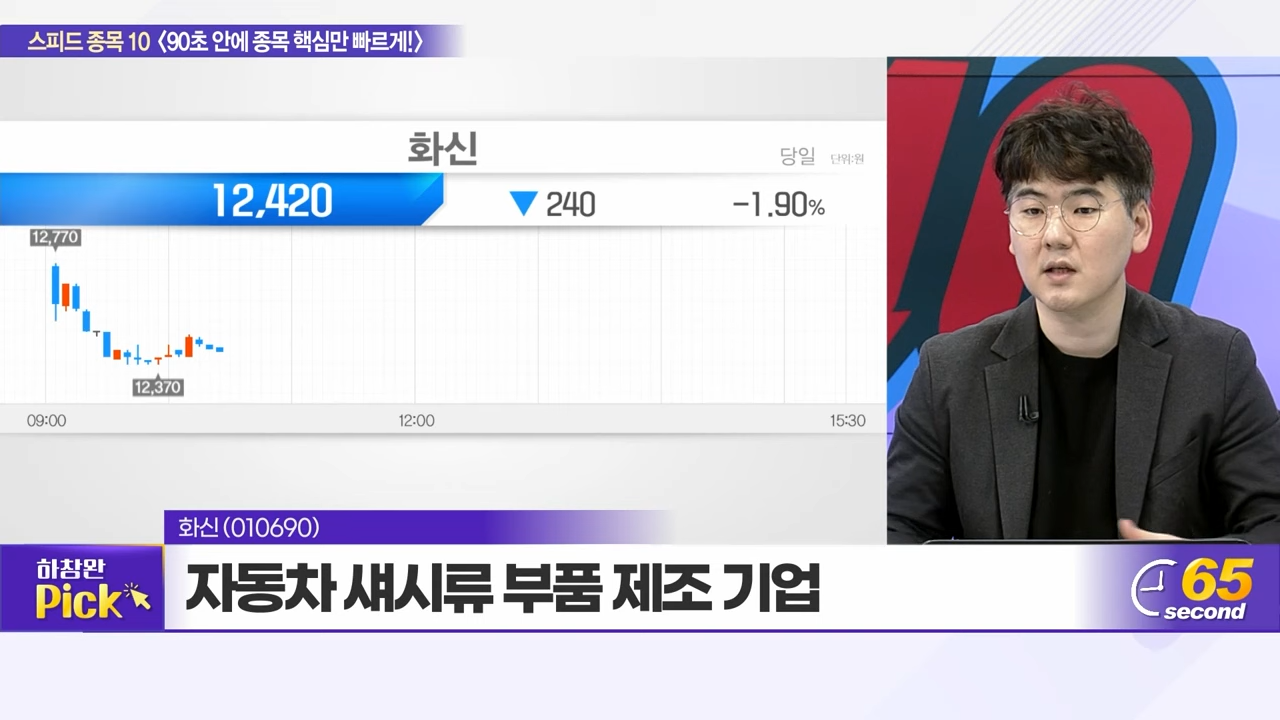 스피드 종목 10 〈90초 안에 종목 핵심만 빠르게!〉
화신
당일 단위:원
12,420 ▼ 240 -1.90%
12,770
12,370
09:00 12:00 15:30
화신(010690)
하창완
Pick
자동차 섀시류 부품 제조 기업
65
second